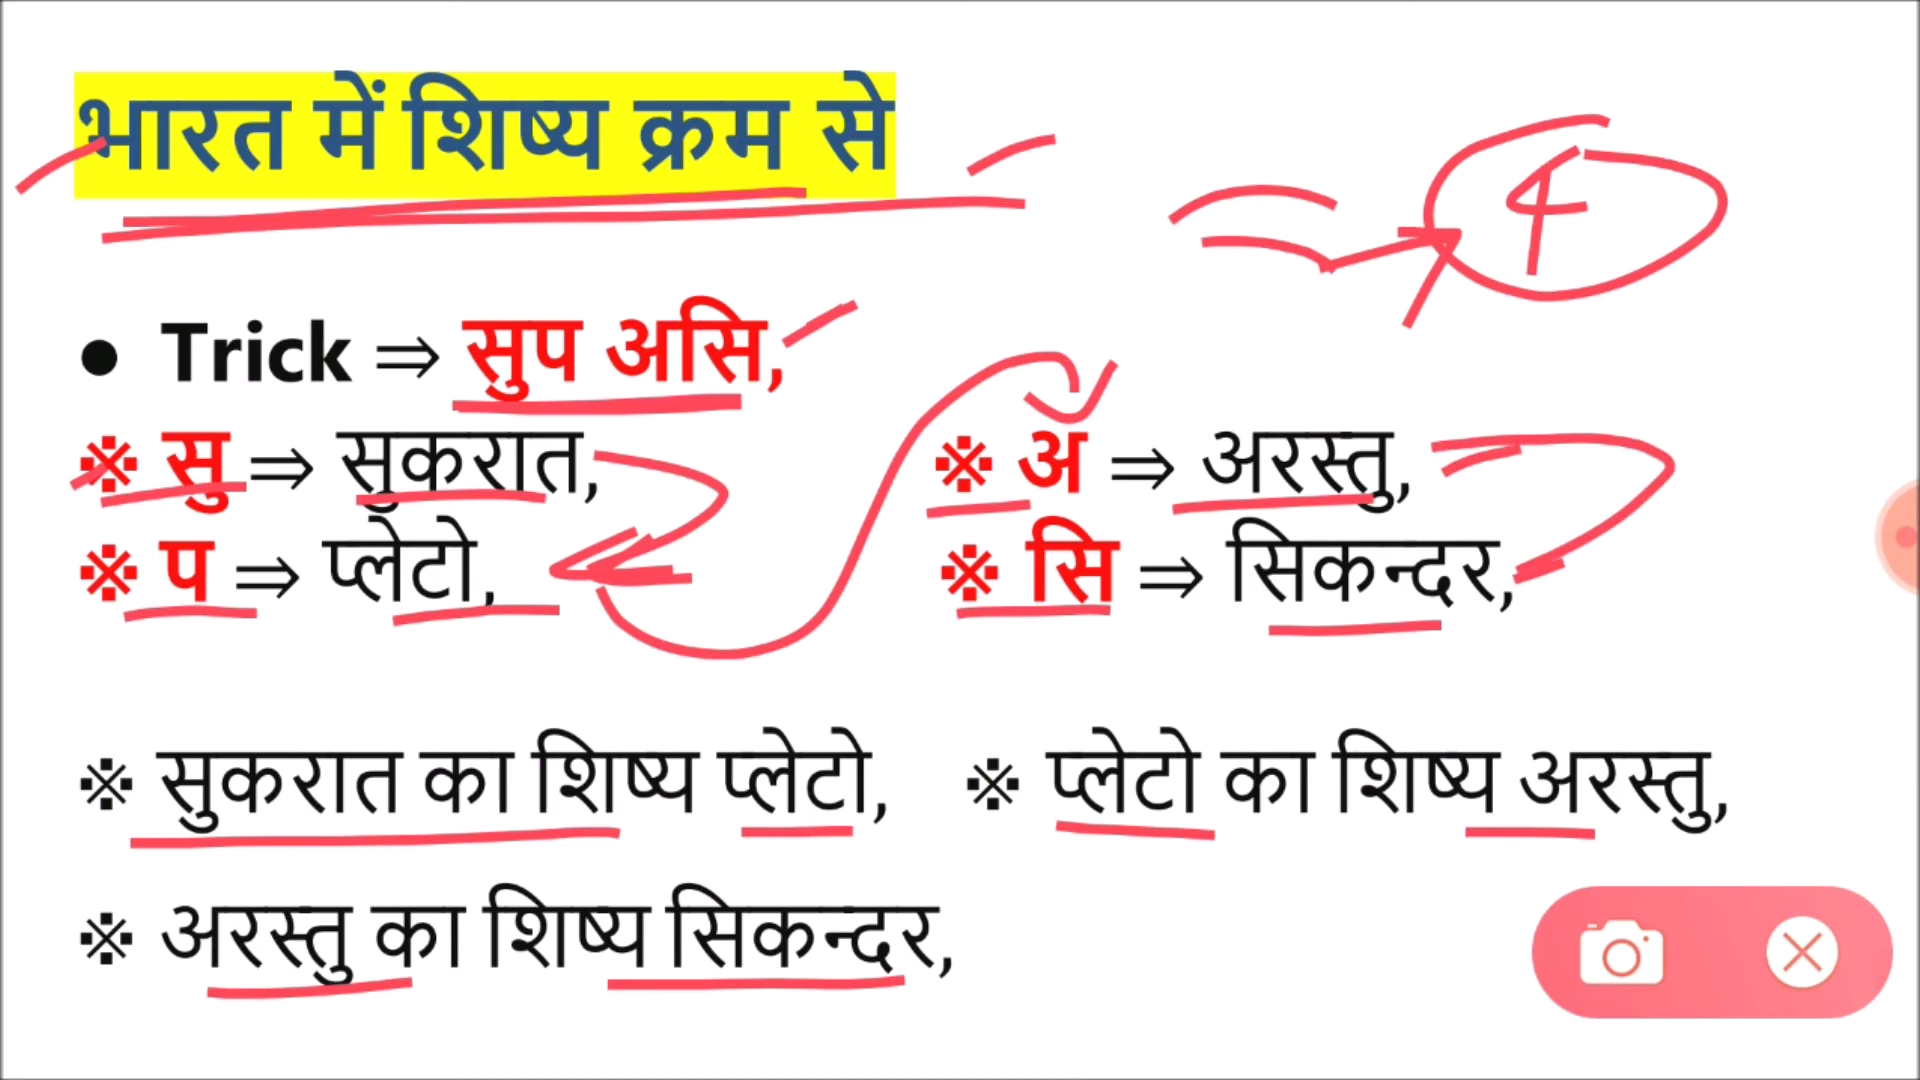 भारत में शिष्य क्रम से
4
● Trick ⇒ सुप असि,
※ सु ⇒ सुकरात, ※ अ ⇒ अरस्तु,
※ प ⇒ प्लेटो, ※ सि ⇒ सिकन्दर,
※ सुकरात का शिष्य प्लेटो, ※ प्लेटो का शिष्य अरस्तु,
※ अरस्तु का शिष्य सिकन्दर,